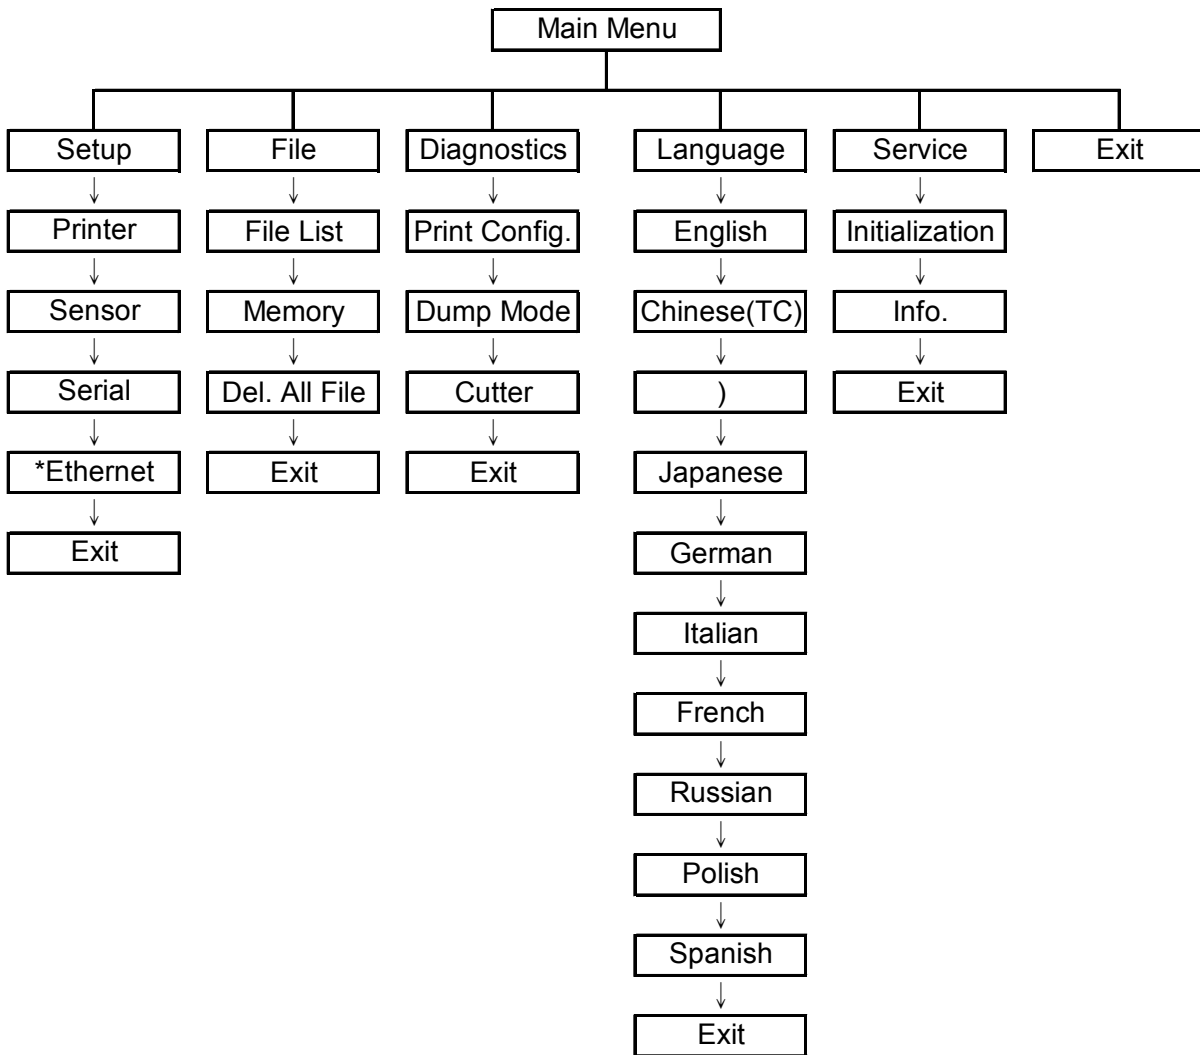 Main Menu
Setup
File
Diagnostics
Language
Service
Exit
Printer
File List
Print Config.
English
Initialization
Sensor
Memory
Dump Mode
Chinese(TC)
Info.
Serial
Del. All File
Cutter
)
Exit
*Ethernet
Exit
Exit
Japanese
Exit
German
Italian
French
Russian
Polish
Spanish
Exit